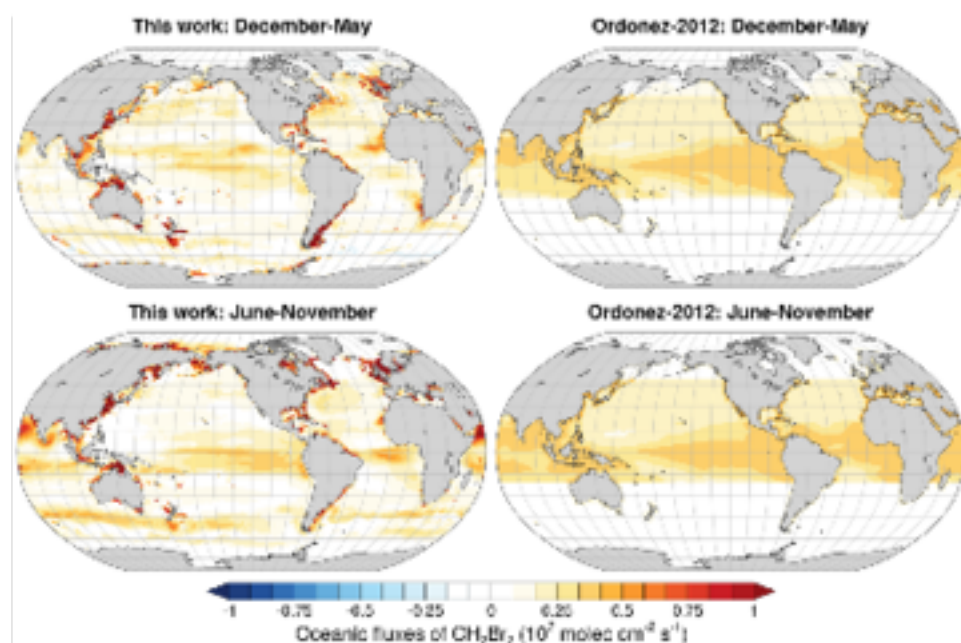 This work: December-May
Ordonez-2012: December-May
This work: June-November
Ordonez-2012: June-November
-1 -0.75 -0.5 -0.25 0 0.25 0.5 0.75 1
Oceanic fluxes of CH₂Br₂ (10⁷ molec cm⁻² s⁻¹)